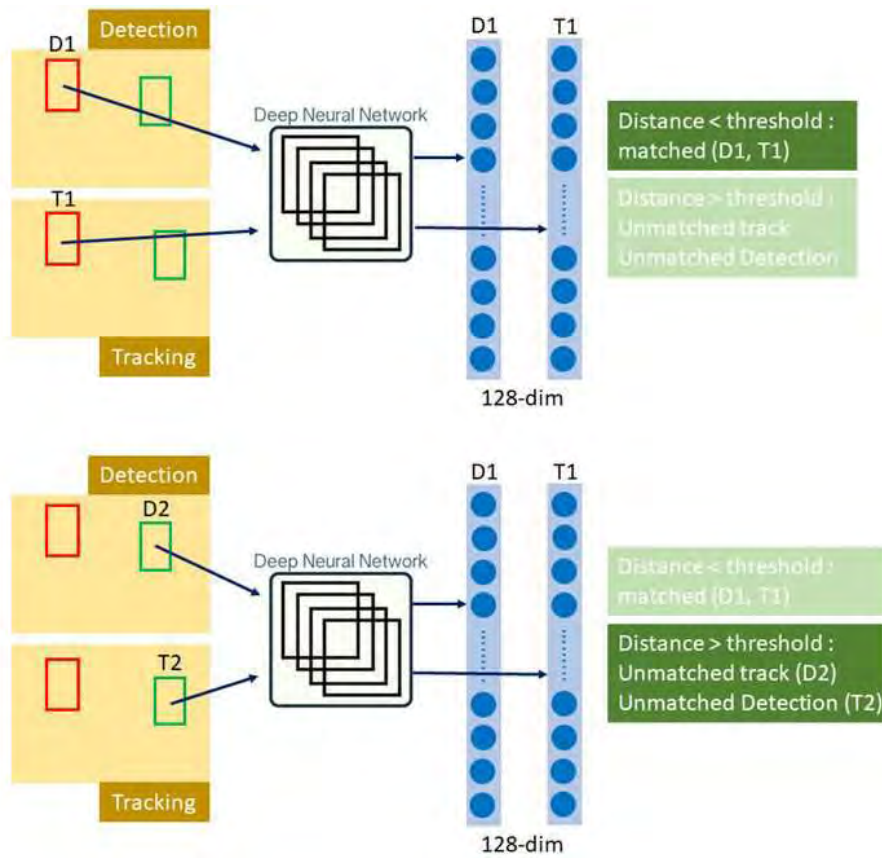 Detection
D1
T1
Tracking
Deep Neural Network
D1
T1
128-dim
Distance < threshold :
matched (D1, T1)
Distance > threshold :
Unmatched track
Unmatched Detection
Detection
D2
T2
Tracking
Deep Neural Network
D1
T1
128-dim
Distance < threshold :
matched (D1, T1)
Distance > threshold :
Unmatched track (D2)
Unmatched Detection (T2)